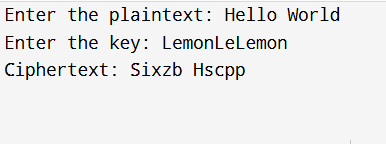 Enter the plaintext: Hello World
Enter the key: LemonLeLemon
Ciphertext: Sixzb Hscpp